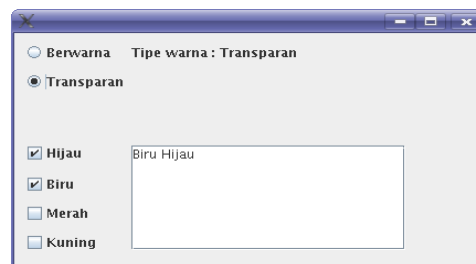 Berwarna Tipe warna : Transparan
Transparan
Hijau Biru Hijau
Biru
Merah
Kuning